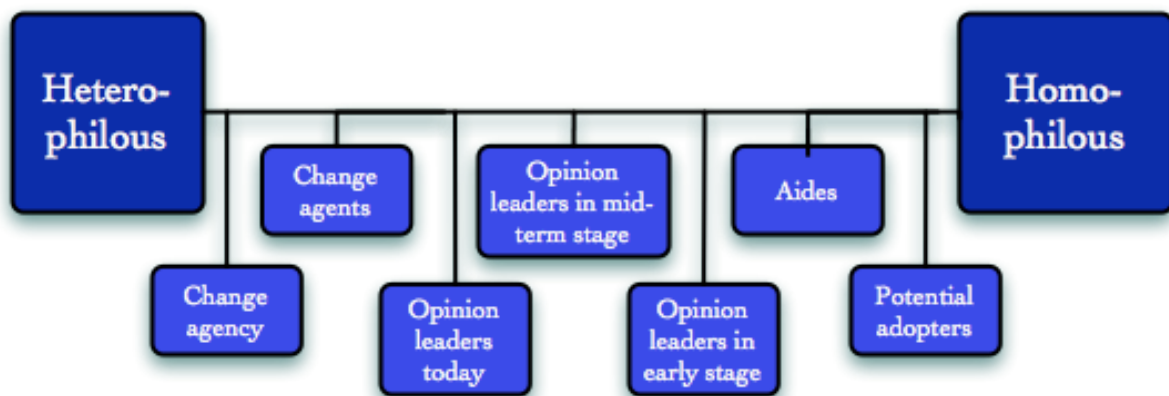 Hetero-
philous
Homo-
philous
Change
agents
Opinion
leaders in mid-
term stage
Aides
Change
agency
Opinion
leaders
today
Opinion
leaders in
early stage
Potential
adopters